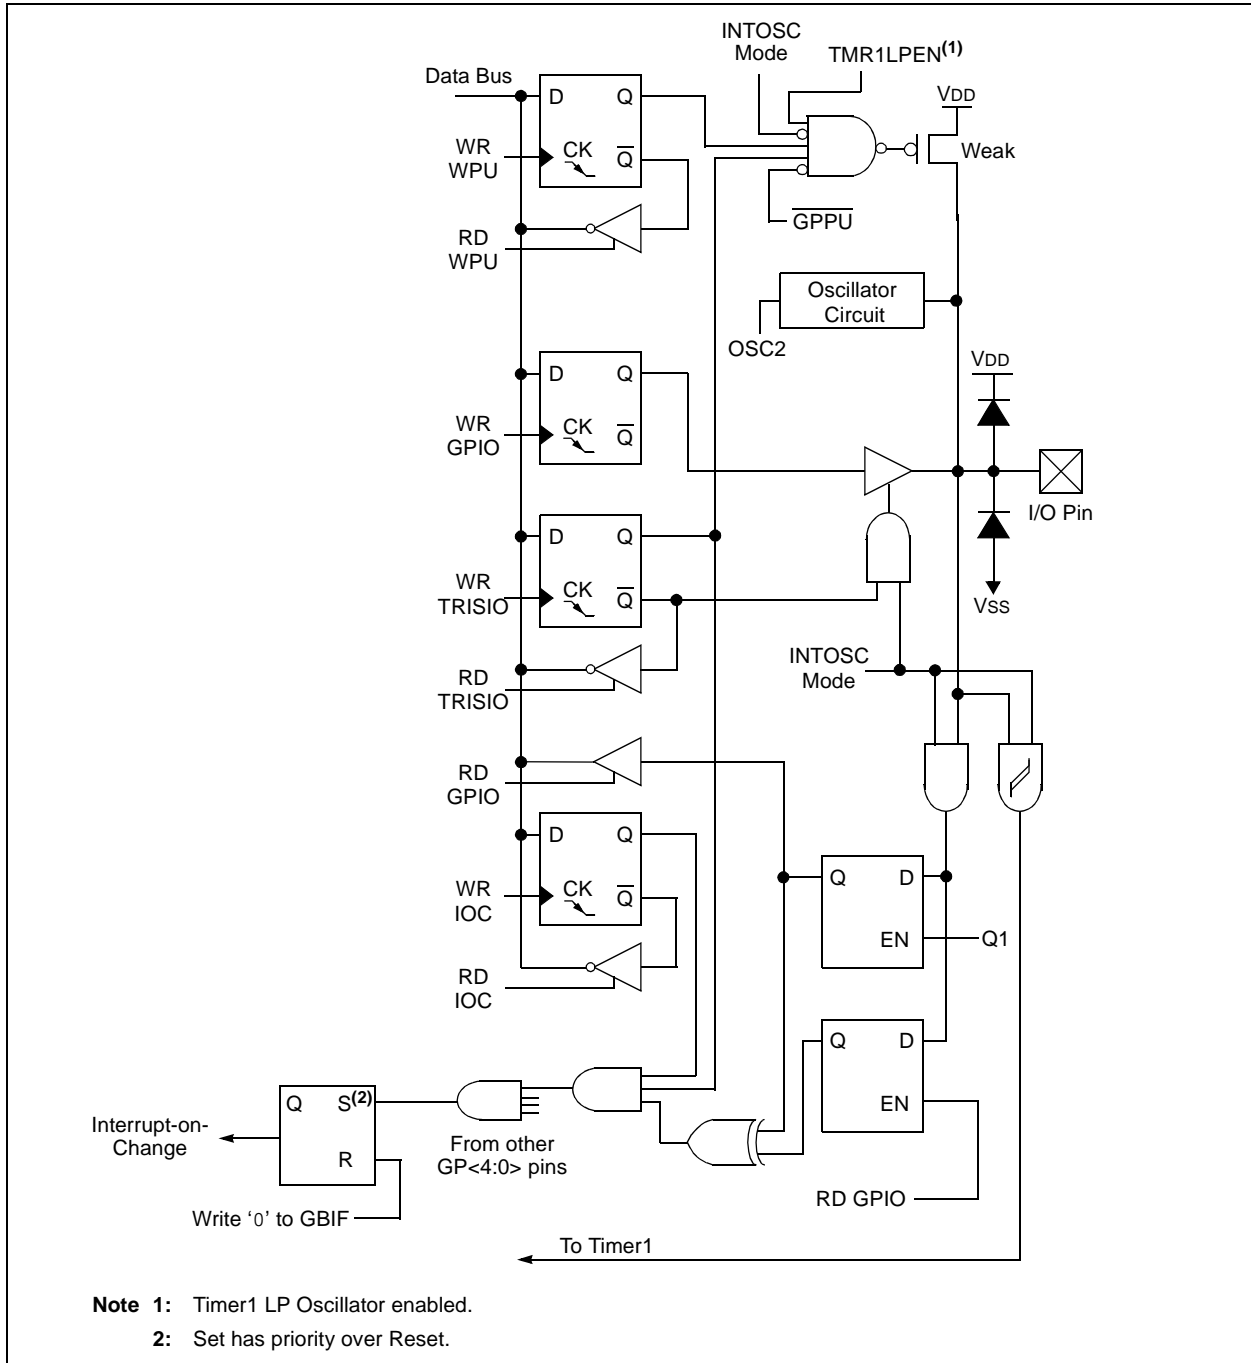 INTOSC
Mode
TMR1LPEN(1)
Data Bus
D Q
VDD
WR
WPU
CK Q̅
Weak
RD
WPU
G̅P̅P̅U̅
Oscillator
Circuit
OSC2
D Q
VDD
WR
GPIO
CK Q̅
I/O Pin
D Q
WR
TRISIO
CK Q̅
VSS
RD
TRISIO
INTOSC
Mode
RD
GPIO
D Q
WR
IOC
CK Q̅
Q D
EN
Q1
RD
IOC
Q D
EN
Q S(2)
R
Interrupt-on-
Change
From other
GP<4:0> pins
RD GPIO
Write ‘0’ to GBIF
To Timer1
Note 1: Timer1 LP Oscillator enabled.
2: Set has priority over Reset.